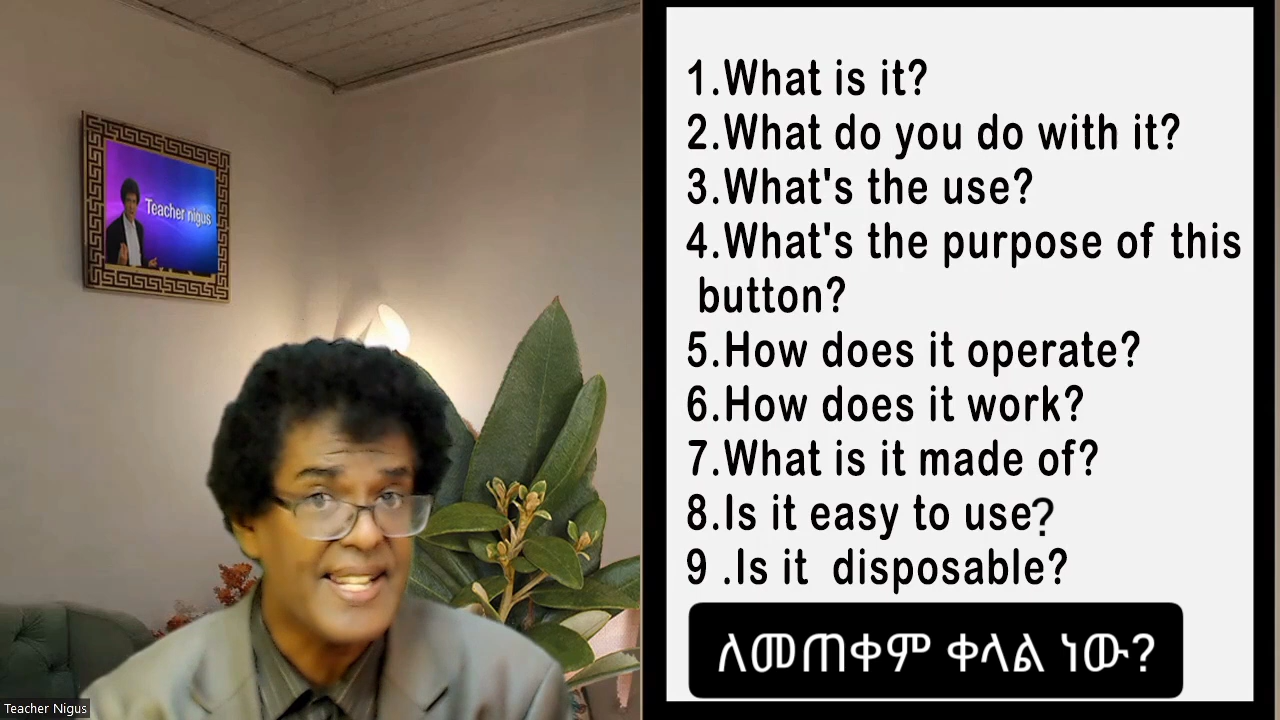 Teacher nigus
Teacher Nigus
1.What is it?
2.What do you do with it?
3.What's the use?
4.What's the purpose of this
button?
5.How does it operate?
6.How does it work?
7.What is it made of?
8.Is it easy to use?
9 .Is it disposable?
ለመጠቀም ቀላል ነው?